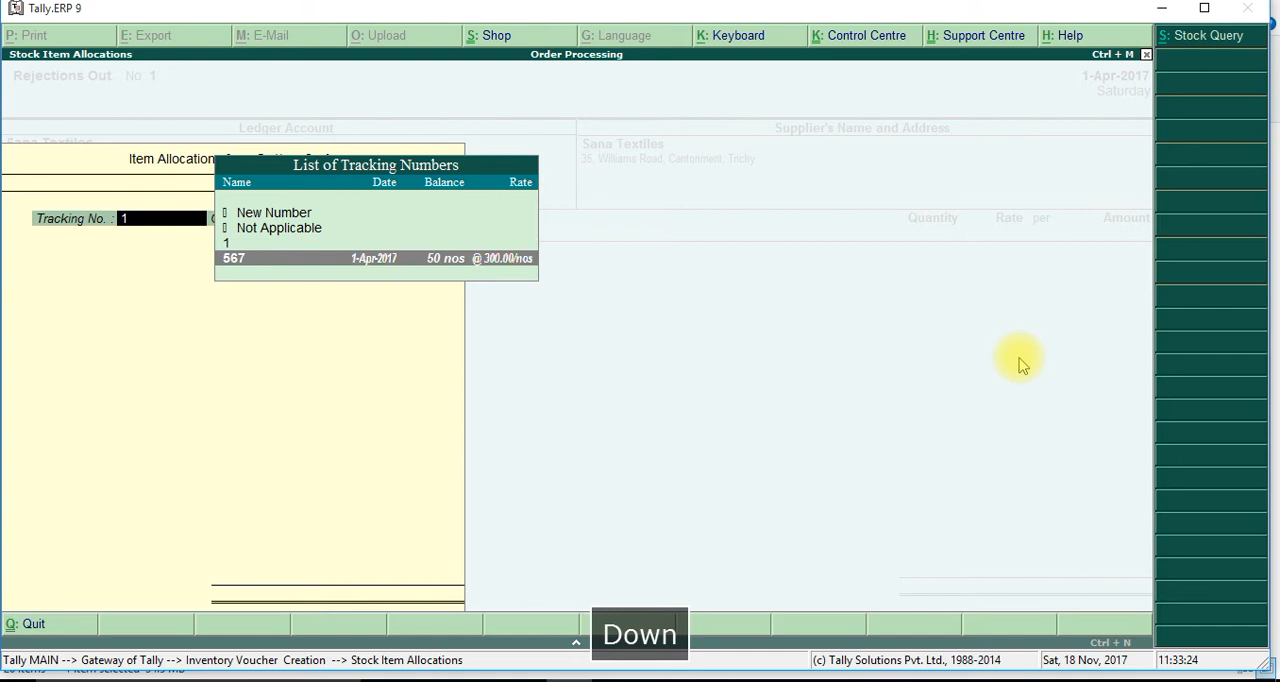 Tally.ERP 9
P: Print E: Export M: E-Mail O: Upload S: Shop G: Language K: Keyboard K: Control Centre H: Support Centre H: Help S: Stock Query
Stock Item Allocations Order Processing Ctrl + M
Rejections Out No. 1 1-Apr-2017
Saturday
Ledger Account Supplier's Name and Address
Sana Textiles Sana Textiles
35, Williams Road, Cantonment, Trichy
Item Allocation
List of Tracking Numbers
Name Date Balance Rate
New Number
Tracking No. : 1 Quantity Rate per Amount
Not Applicable
1
567 1-Apr-2017 50 nos @ 300.00/nos
Q: Quit
Down
Ctrl + N
Tally MAIN --> Gateway of Tally --> Inventory Voucher Creation --> Stock Item Allocations (c) Tally Solutions Pvt. Ltd., 1988-2014 Sat, 18 Nov, 2017 11:33:24